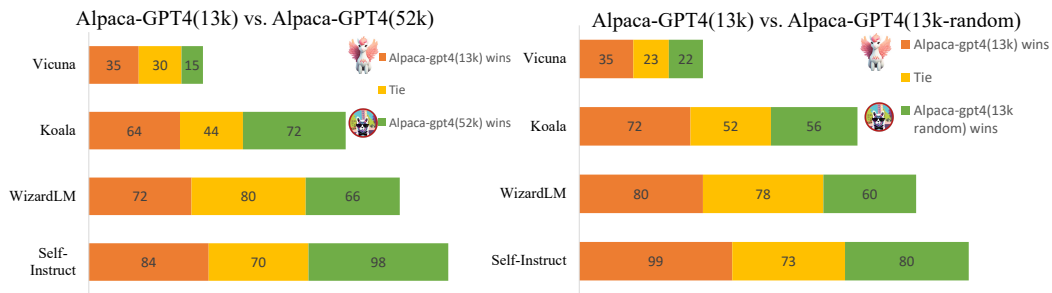 Alpaca-GPT4(13k) vs. Alpaca-GPT4(52k)
Vicuna
35 30 15
Koala
64 44 72
WizardLM
72 80 66
Self-
Instruct
84 70 98
Alpaca-gpt4(13k) wins
Tie
Alpaca-gpt4(52k) wins
Alpaca-GPT4(13k) vs. Alpaca-GPT4(13k-random)
Vicuna
35 23 22
Koala
72 52 56
WizardLM
80 78 60
Self-Instruct
99 73 80
Alpaca-gpt4(13k) wins
Tie
Alpaca-gpt4(13k
random) wins